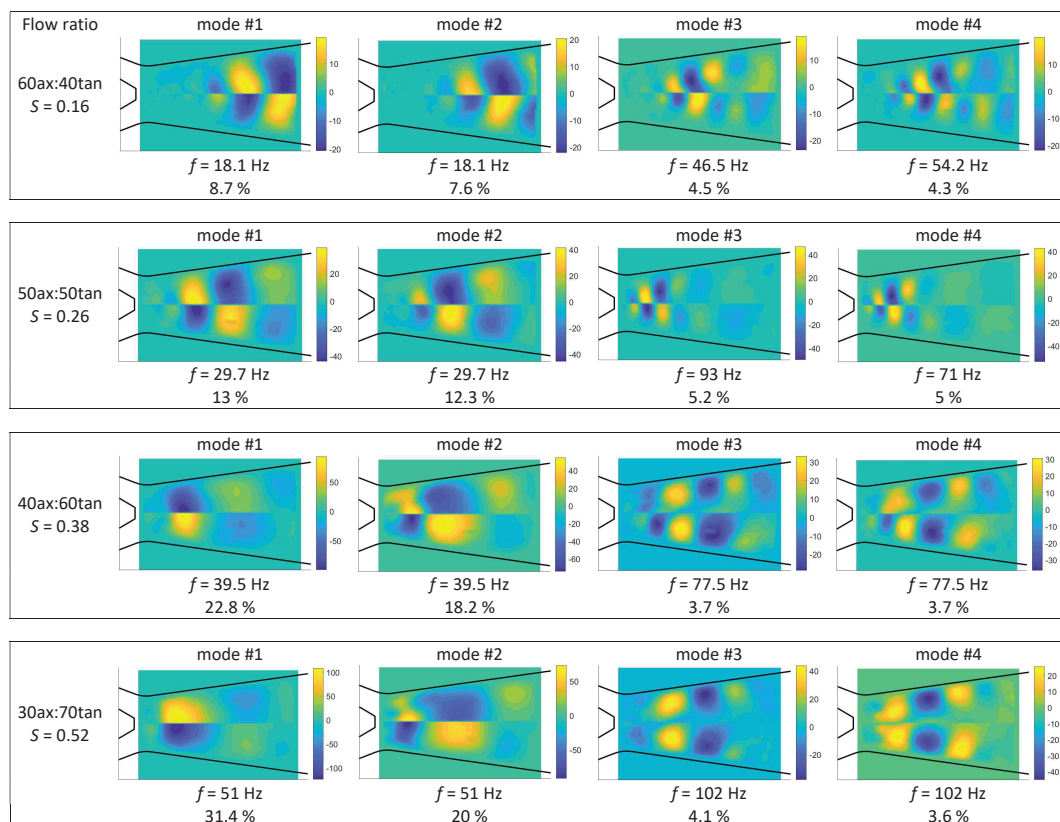 Flow ratio mode #1 mode #2 mode #3 mode #4
60ax:40tan
S = 0.16
10 0 -10 -20
20 10 0 -10 -20
10 0 -10 -20
10 0 -10 -20
f = 18.1 Hz f = 18.1 Hz f = 46.5 Hz f = 54.2 Hz
8.7 % 7.6 % 4.5 % 4.3 %
mode #1 mode #2 mode #3 mode #4
50ax:50tan
S = 0.26
20 0 -20 -40
40 20 0 -20 -40
40 20 0 -20 -40
40 20 0 -20 -40
f = 29.7 Hz f = 29.7 Hz f = 93 Hz f = 71 Hz
13 % 12.3 % 5.2 % 5 %
mode #1 mode #2 mode #3 mode #4
40ax:60tan
S = 0.38
50 0 -50
40 20 0 -20 -40 -60
30 20 10 0 -10 -20
30 20 10 0 -10 -20 -30
f = 39.5 Hz f = 39.5 Hz f = 77.5 Hz f = 77.5 Hz
22.8 % 18.2 % 3.7 % 3.7 %
mode #1 mode #2 mode #3 mode #4
30ax:70tan
S = 0.52
100 50 0 -50 -100
50 0 -50
40 20 0 -20
20 10 0 -10 -20 -30 -40
f = 51 Hz f = 51 Hz f = 102 Hz f = 102 Hz
31.4 % 20 % 4.1 % 3.6 %